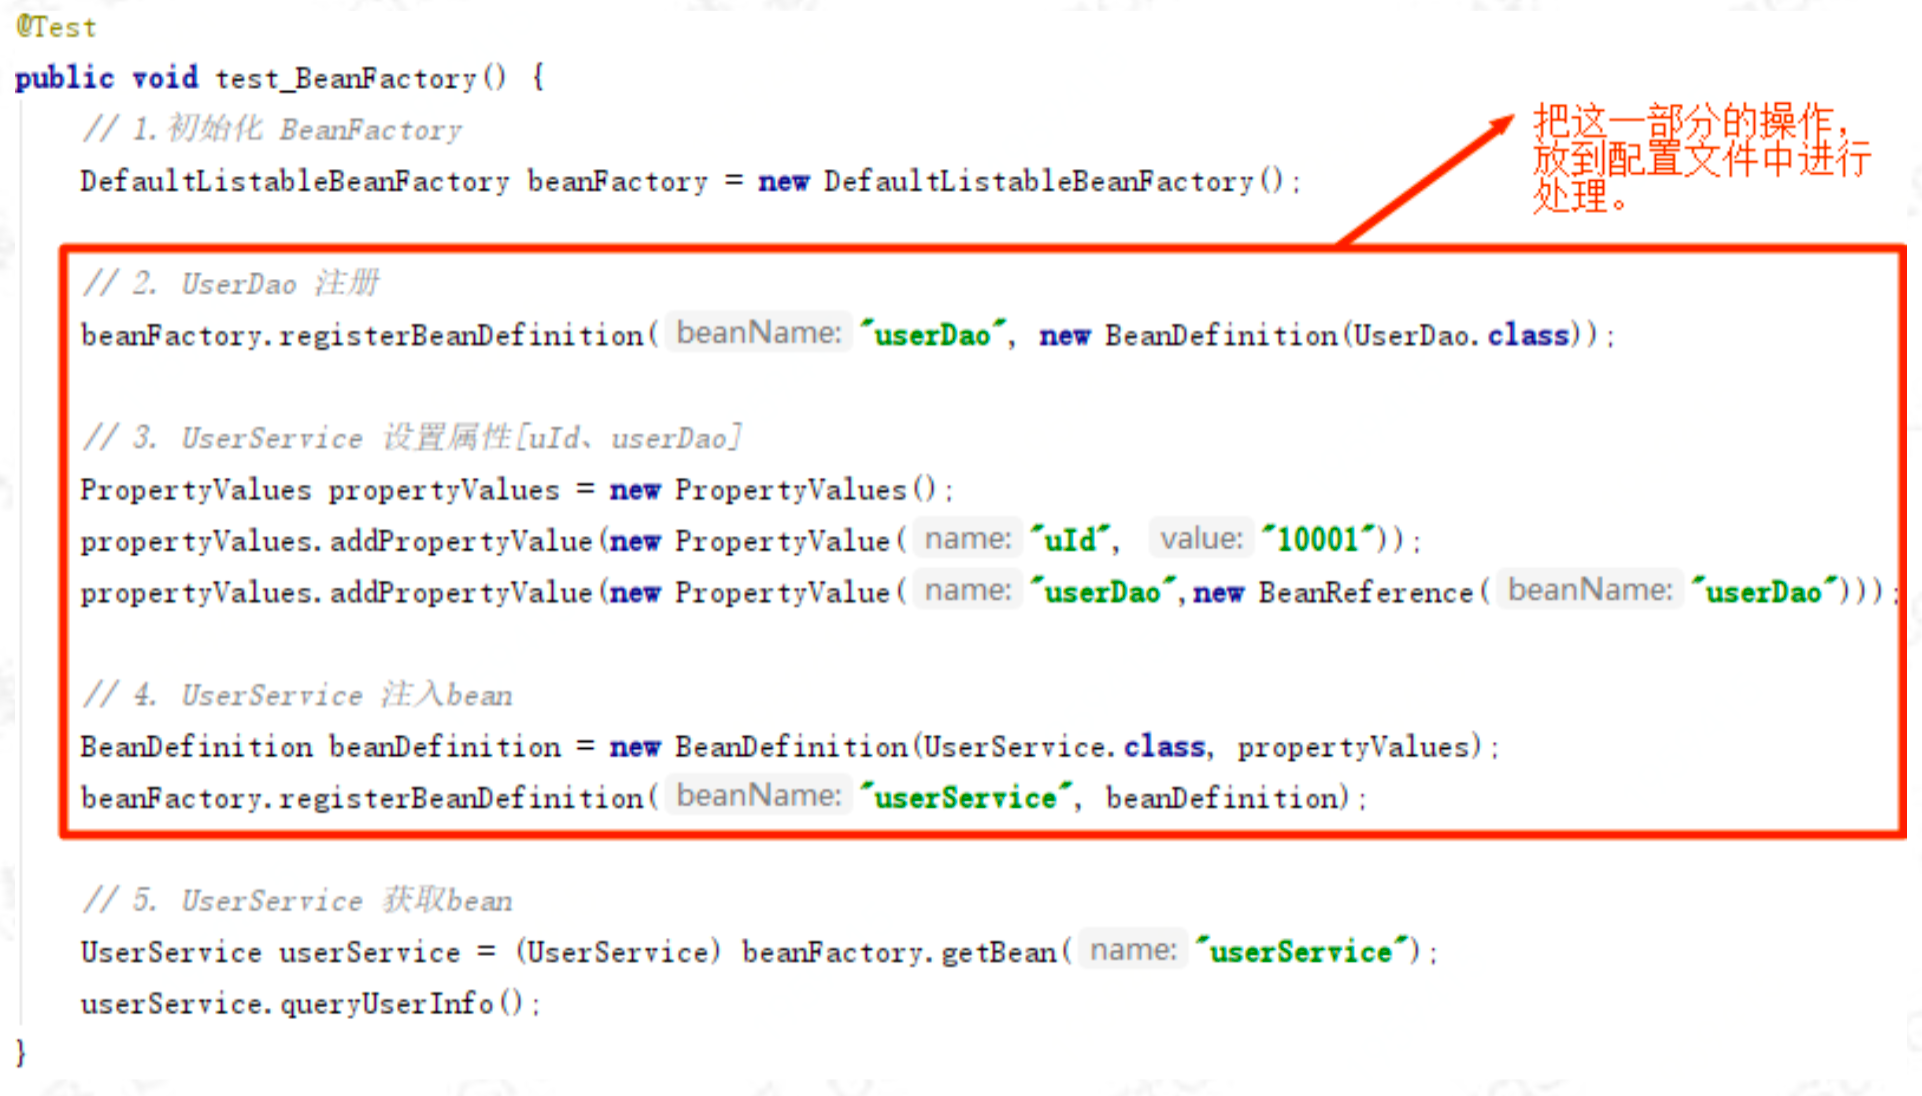 @Test
public void test_BeanFactory() {
// 1.初始化 BeanFactory
DefaultListableBeanFactory beanFactory = new DefaultListableBeanFactory();
把这一部分的操作，
放到配置文件中进行
处理。
// 2. UserDao 注册
beanFactory.registerBeanDefinition( beanName: "userDao", new BeanDefinition(UserDao.class));
// 3. UserService 设置属性[uId、userDao]
PropertyValues propertyValues = new PropertyValues();
propertyValues.addPropertyValue(new PropertyValue( name: "uId", value: "10001"));
propertyValues.addPropertyValue(new PropertyValue( name: "userDao",new BeanReference( beanName: "userDao")));
// 4. UserService 注入bean
BeanDefinition beanDefinition = new BeanDefinition(UserService.class, propertyValues);
beanFactory.registerBeanDefinition( beanName: "userService", beanDefinition);
// 5. UserService 获取bean
UserService userService = (UserService) beanFactory.getBean( name: "userService");
userService.queryUserInfo();
}